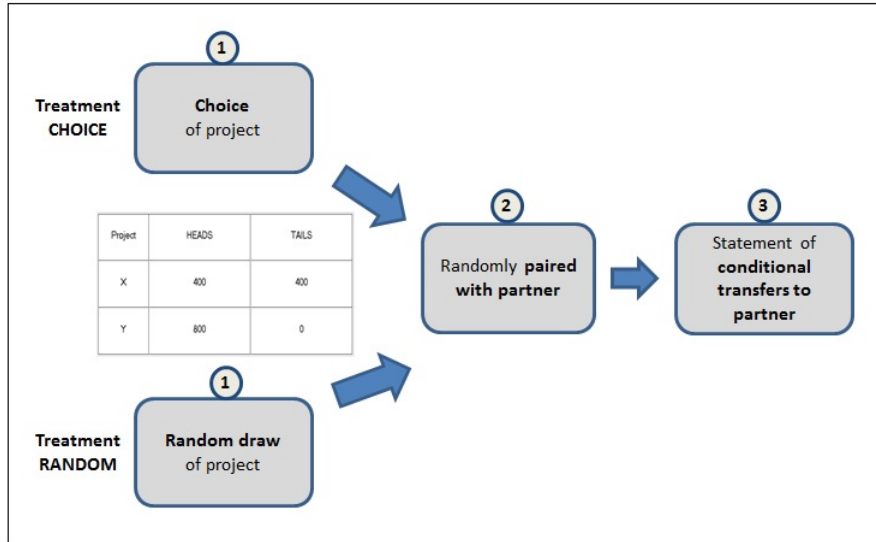 1
Treatment
CHOICE
Choice
of project
Project HEADS TAILS
X 400 400
Y 800 0
2
Randomly paired
with partner
3
Statement of
conditional
transfers to
partner
1
Treatment
RANDOM
Random draw
of project